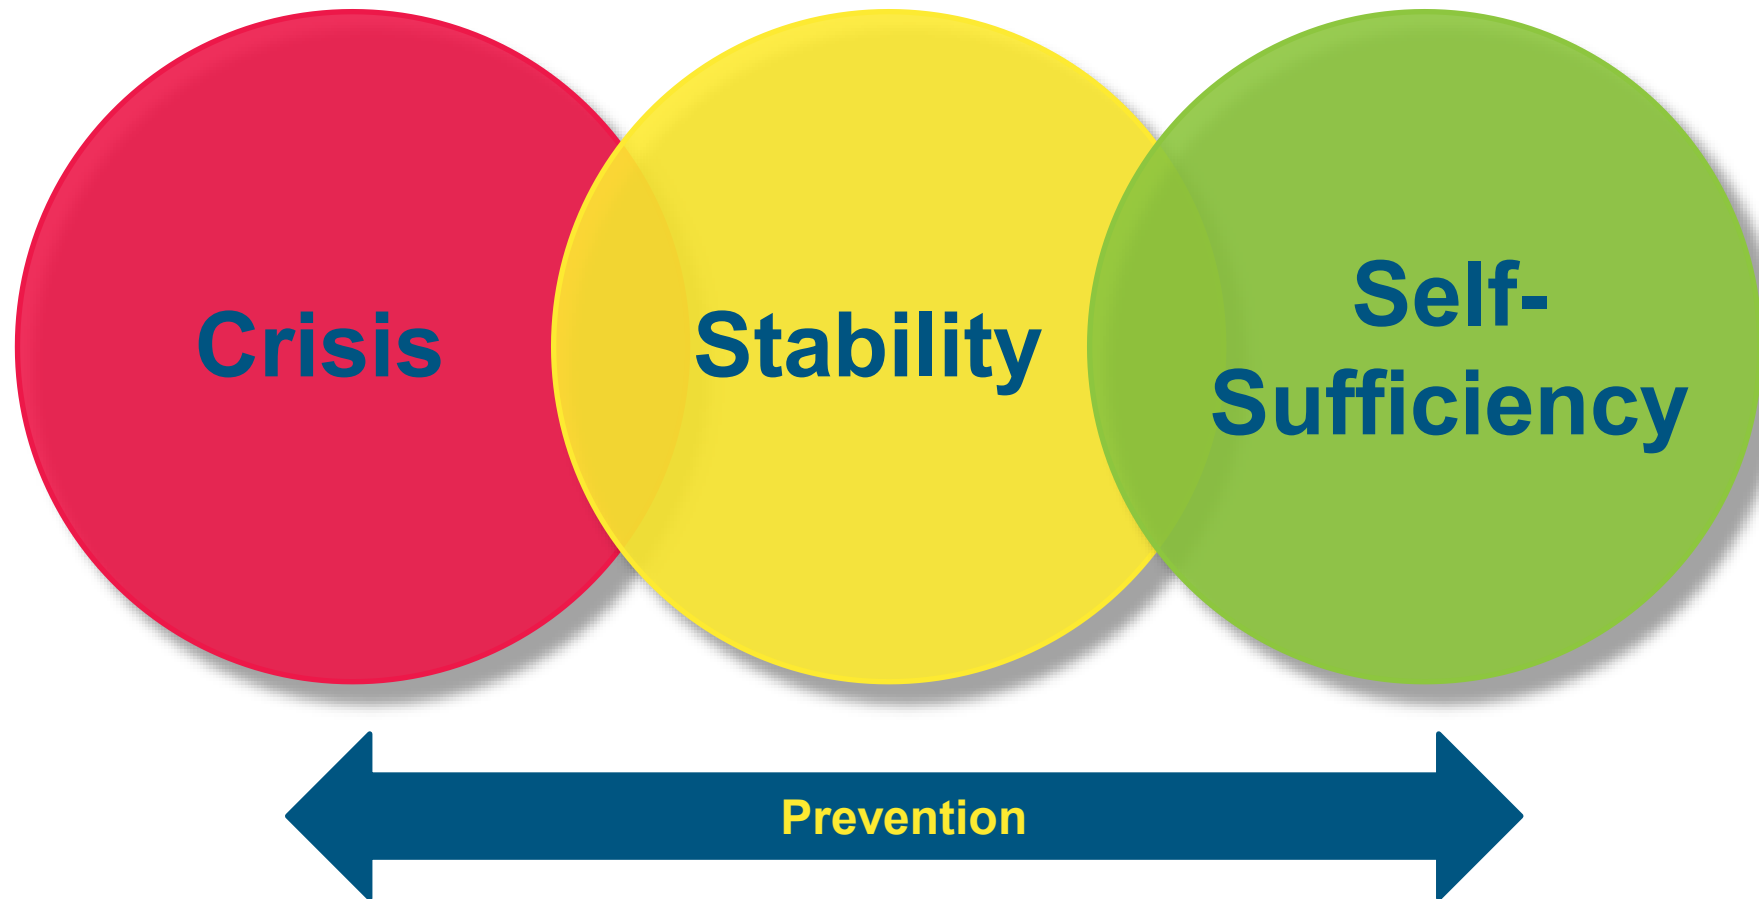 Crisis
Stability
Self-
Sufficiency
Prevention